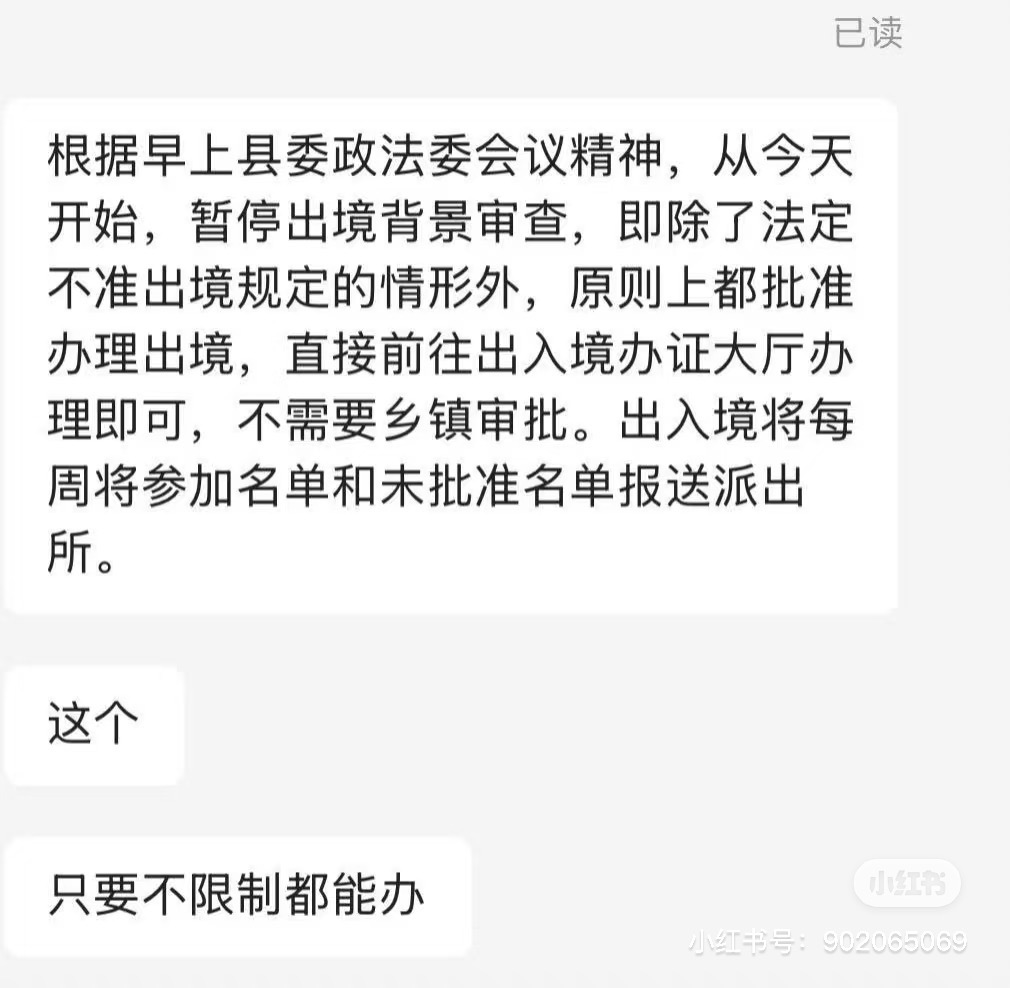 已读
根据早上县委政法委会议精神，从今天
开始，暂停出境背景审查，即除了法定
不准出境规定的情形外，原则上都批准
办理出境，直接前往出入境办证大厅办
理即可，不需要乡镇审批。出入境将每
周将参加名单和未批准名单报送派出
所。
这个
只要不限制都能办
小红书
小红书号：902065069